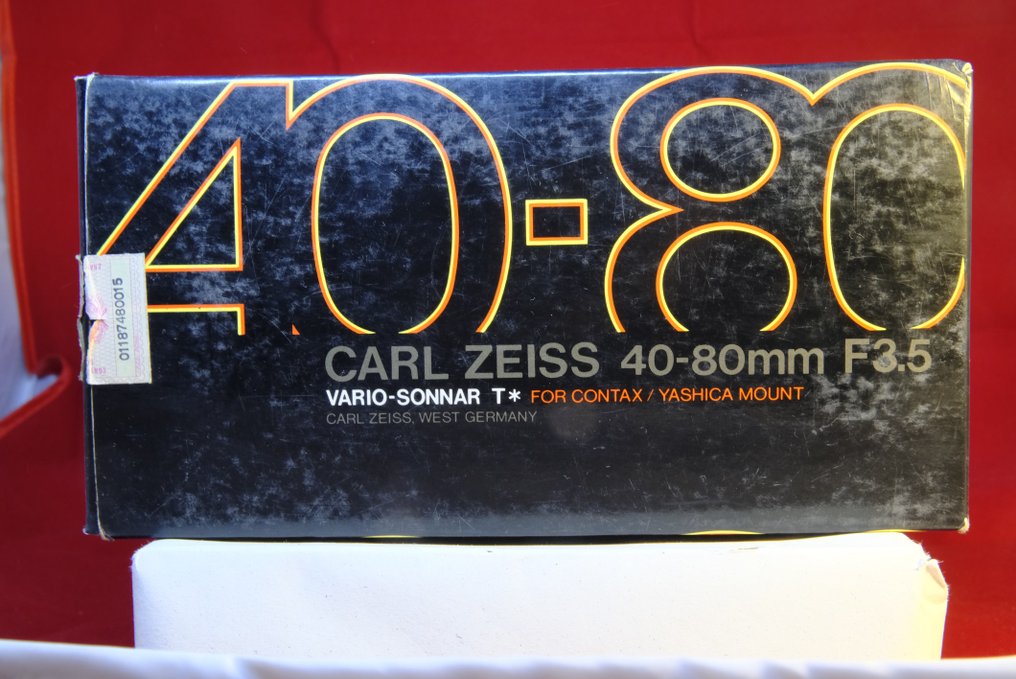 40-80
CARL ZEISS 40-80mm F3.5
VARIO-SONNAR T* FOR CONTAX / YASHICA MOUNT
CARL ZEISS, WEST GERMANY
01187480015